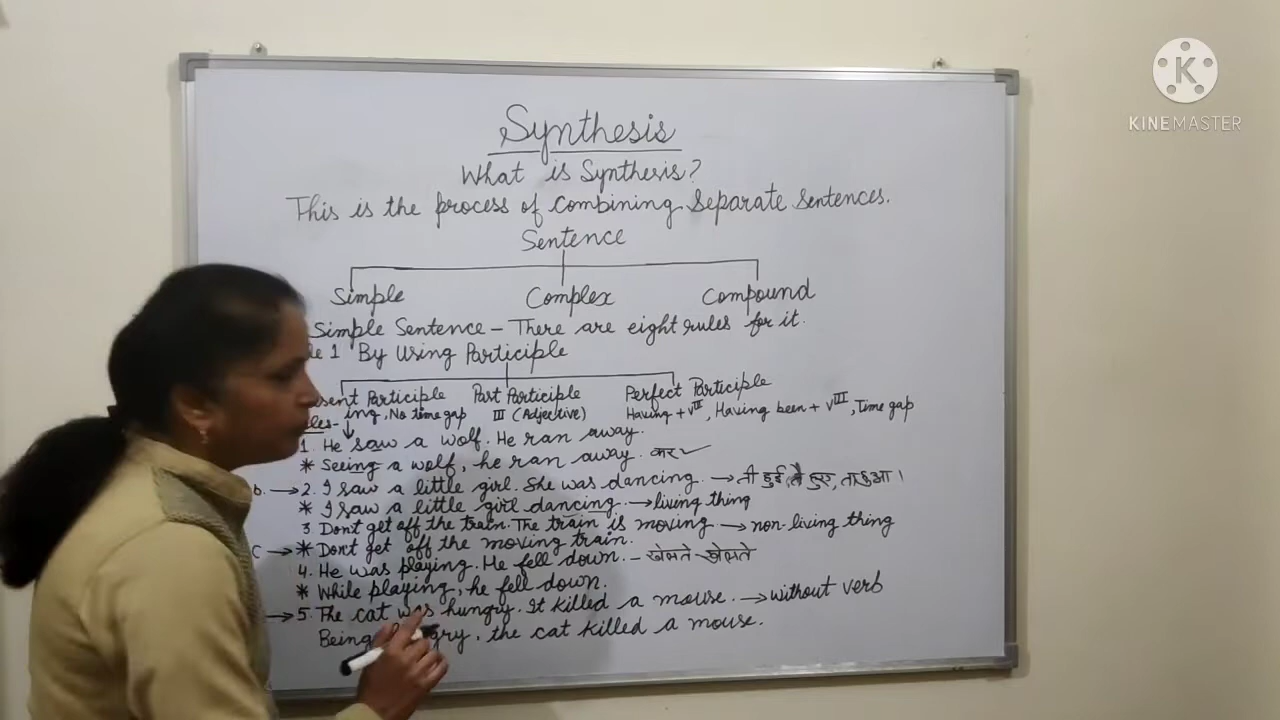 Synthesis
What is Synthesis?
This is the process of combining separate sentences.
Sentence
Simple Complex Compound
Simple Sentence - There are eight rules for it.
1 By Using Participle
Participle Past Participle Perfect Participle
ing, No time gap III (Adjective) Having + V III, Having been + V III, Time gap
1. He saw a wolf. He ran away.
* Seeing a wolf, he ran away. कर ✓
b. → 2. I saw a little girl. She was dancing. → ती हुई, ते हुए, ता हुआ।
* I saw a little girl dancing. → living thing
3 Don't get off the train. The train is moving → non-living thing
C → * Don't get off the moving train.
4. He was playing. He fell down. - खेलते खेलते
* While playing, he fell down.
→ 5. The cat was hungry. It killed a mouse. → without verb
Being hungry, the cat killed a mouse.
KINEMASTER